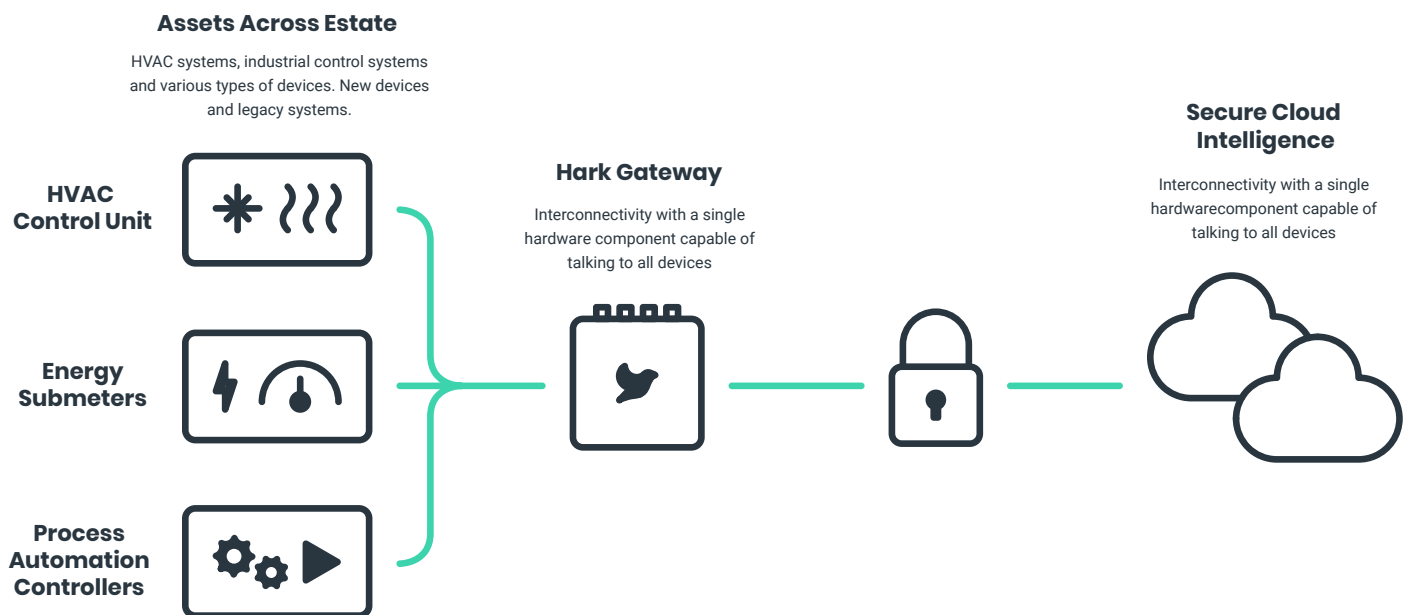 Assets Across Estate
HVAC systems, industrial control systems
and various types of devices. New devices
and legacy systems.
HVAC
Control Unit
Energy
Submeters
Process
Automation
Controllers
Hark Gateway
Interconnectivity with a single
hardware component capable of
talking to all devices
Secure Cloud
Intelligence
Interconnectivity with a single
hardwarecomponent capable of
talking to all devices